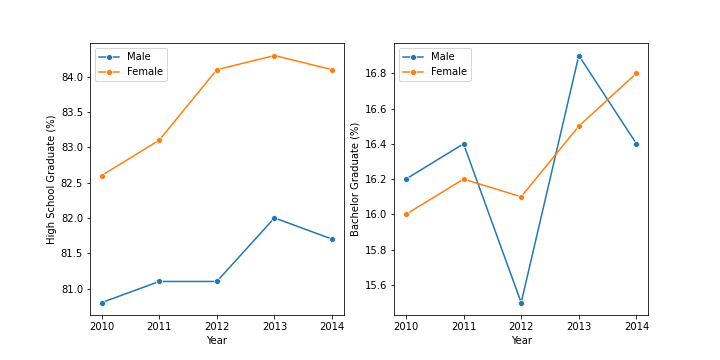 Male
Female
High School Graduate (%)
84.0
83.5
83.0
82.5
82.0
81.5
81.0
2010 2011 2012 2013 2014
Year
Male
Female
Bachelor Graduate (%)
16.8
16.6
16.4
16.2
16.0
15.8
15.6
2010 2011 2012 2013 2014
Year